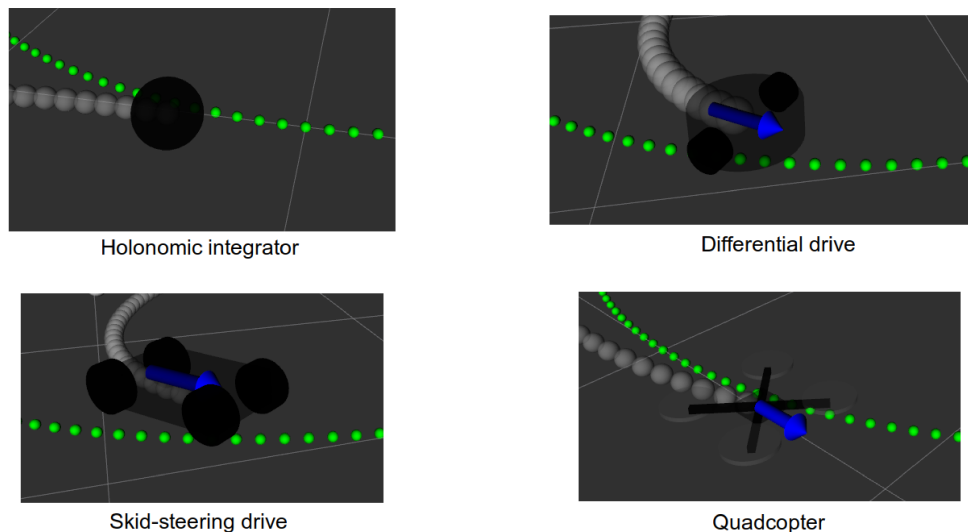 Holonomic integrator
Differential drive
Skid-steering drive
Quadcopter